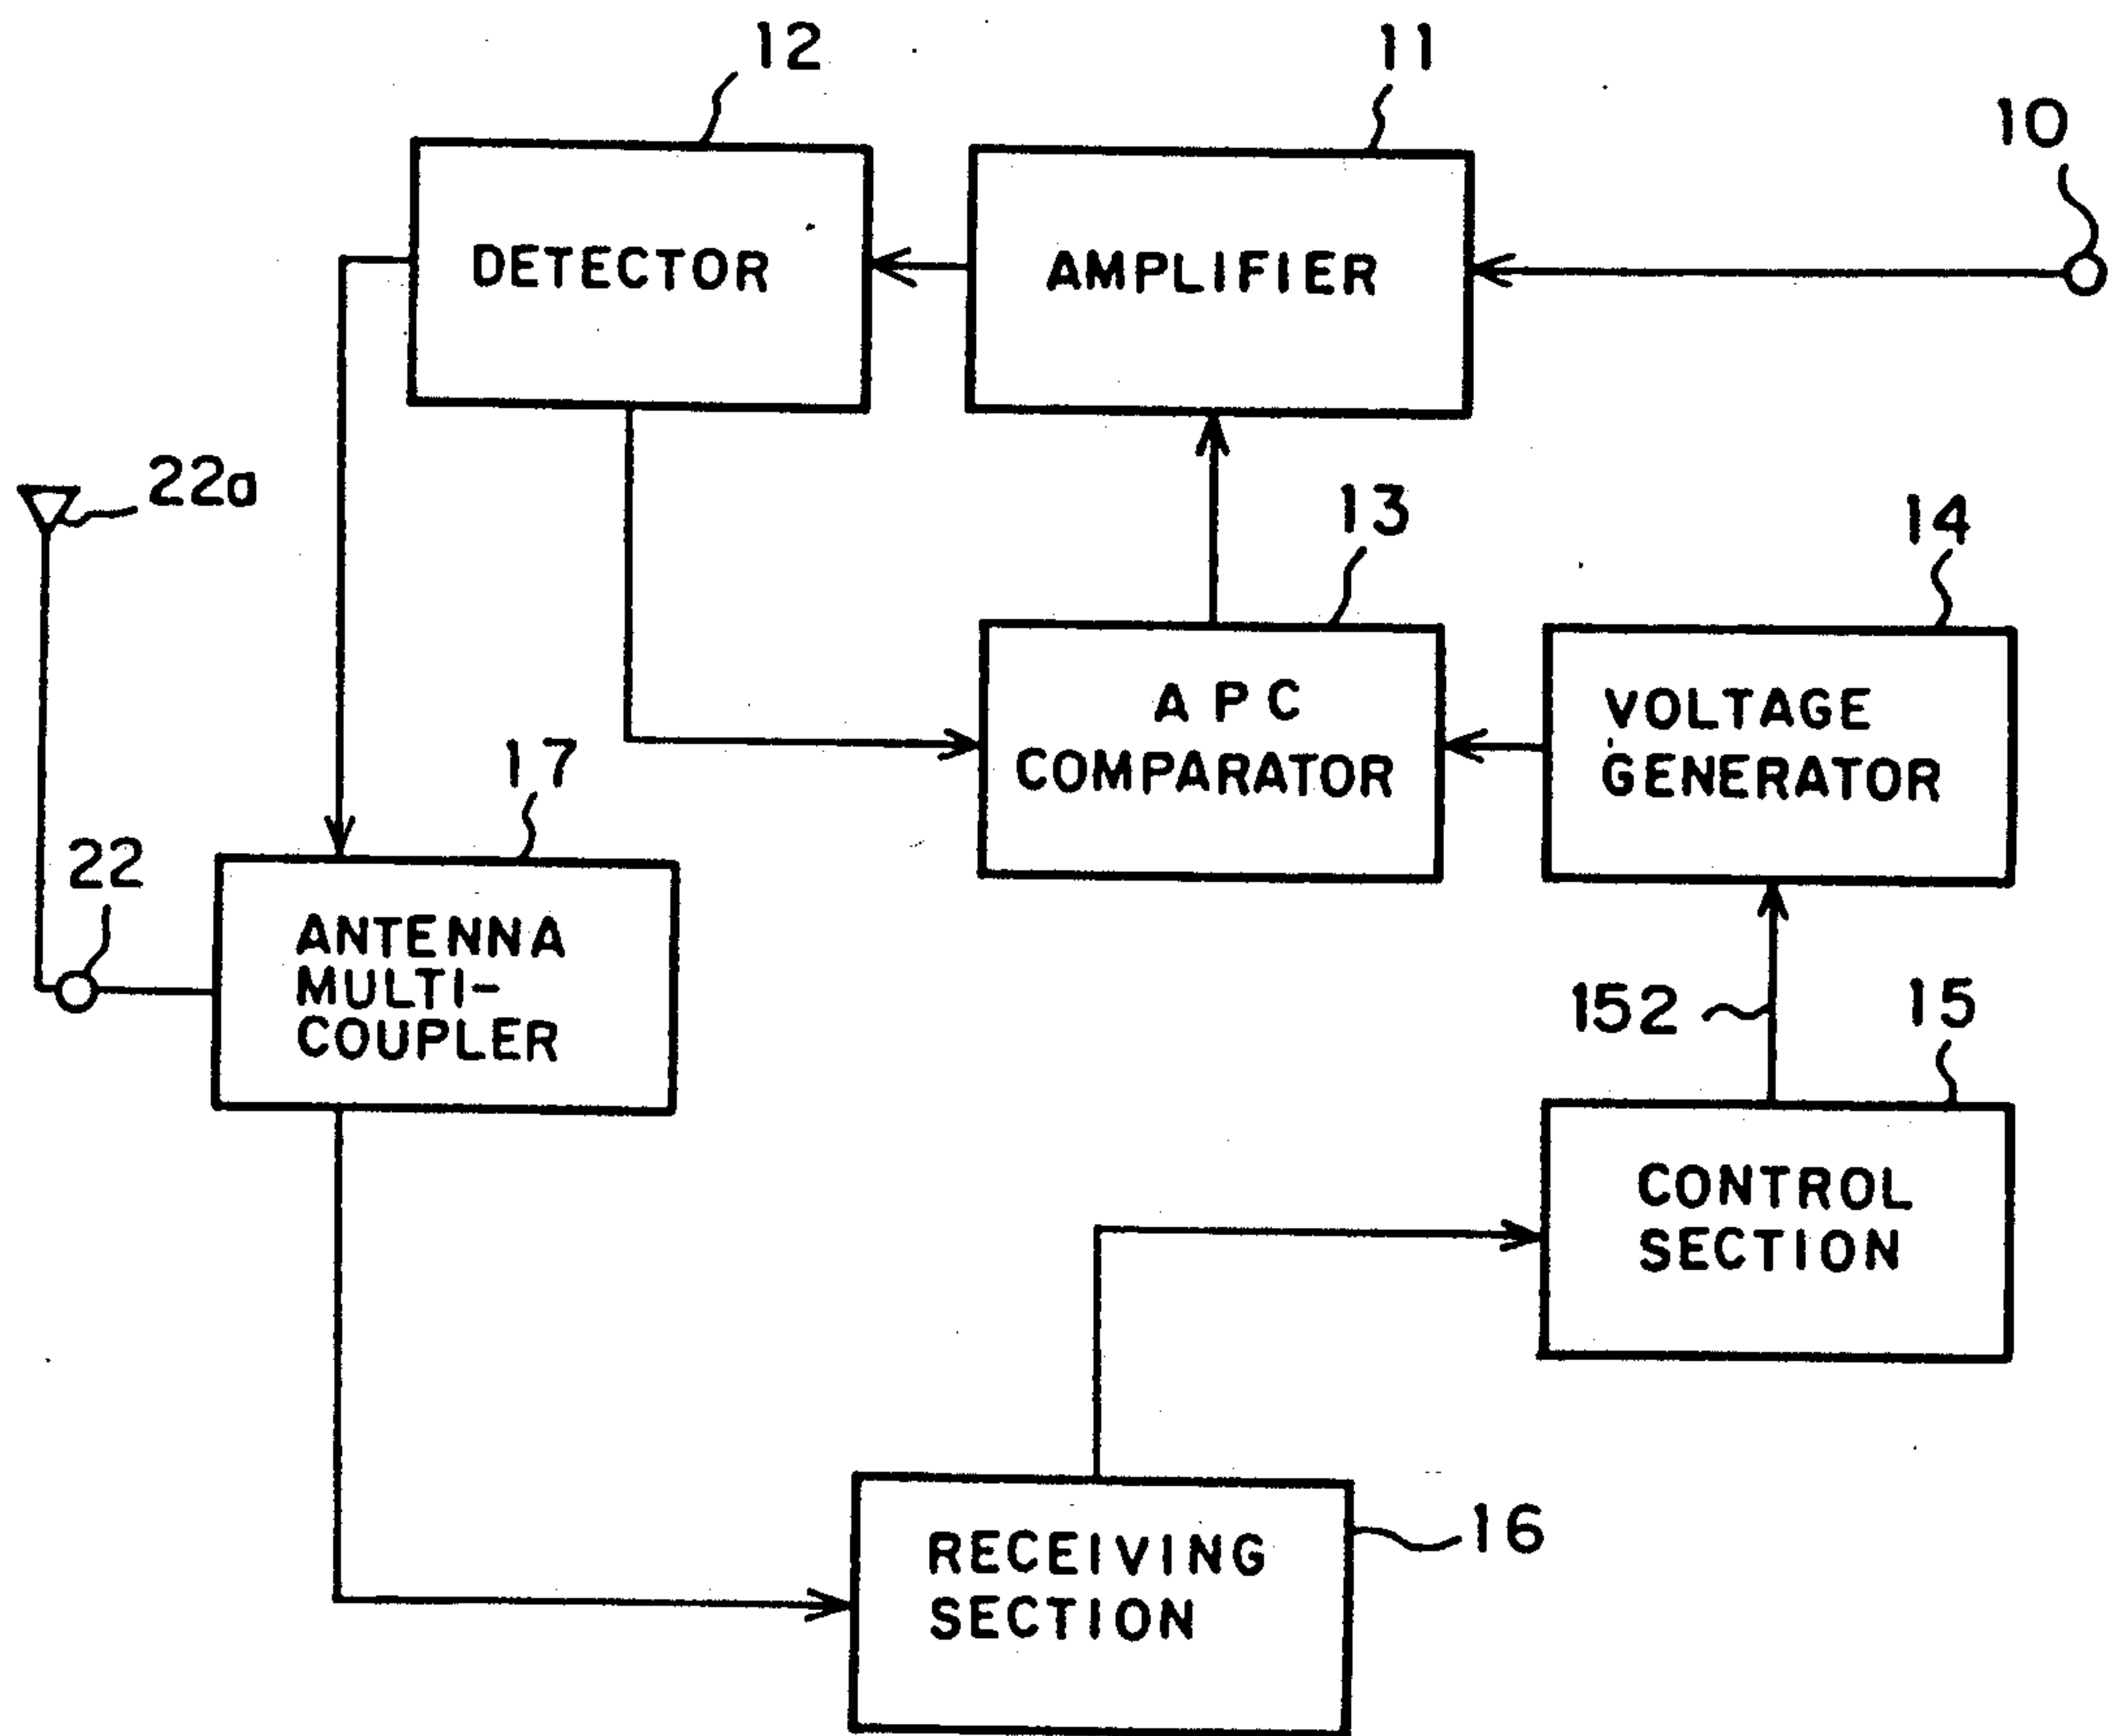 12
11
10
DETECTOR
AMPLIFIER
22a
13
14
A P C
COMPARATOR
VOLTAGE
GENERATOR
17
22
ANTENNA
MULTI-
COUPLER
152
15
CONTROL
SECTION
RECEIVING
SECTION
16